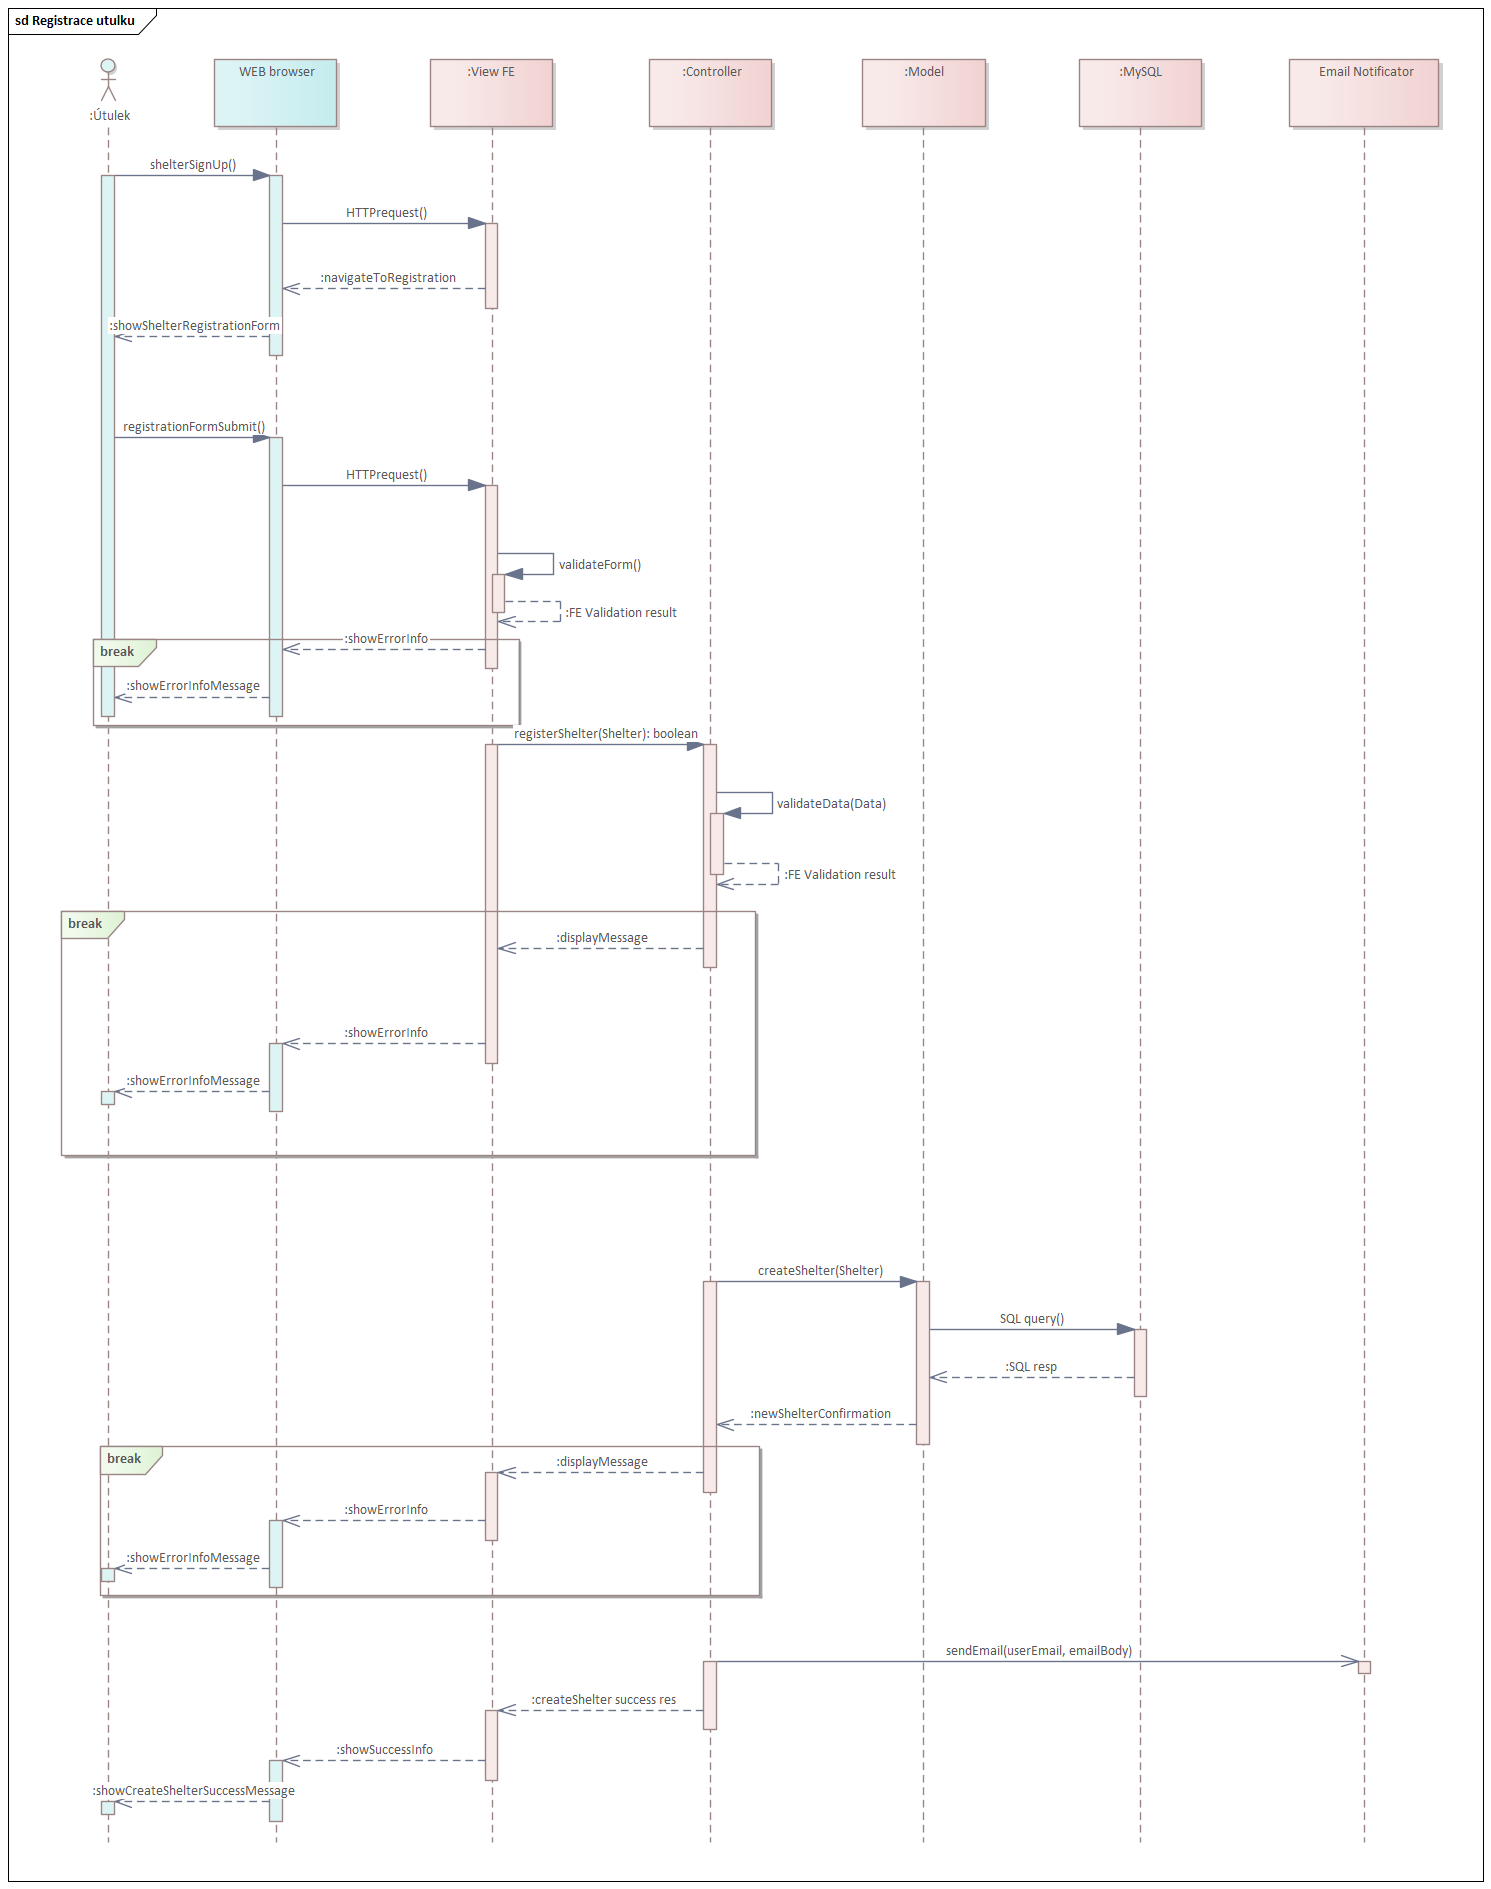 sd Registrace utulku
:Útulek
WEB browser
:View FE
:Controller
:Model
:MySQL
Email Notificator
shelterSignUp()
HTTPrequest()
:navigateToRegistration
:showShelterRegistrationForm
registrationFormSubmit()
HTTPrequest()
validateForm()
:FE Validation result
break
:showErrorInfo
:showErrorInfoMessage
registerShelter(Shelter): boolean
validateData(Data)
:FE Validation result
break
:displayMessage
:showErrorInfo
:showErrorInfoMessage
createShelter(Shelter)
SQL query()
:SQL resp
:newShelterConfirmation
break
:displayMessage
:showErrorInfo
:showErrorInfoMessage
sendEmail(userEmail, emailBody)
:createShelter success res
:showSuccessInfo
:showCreateShelterSuccessMessage